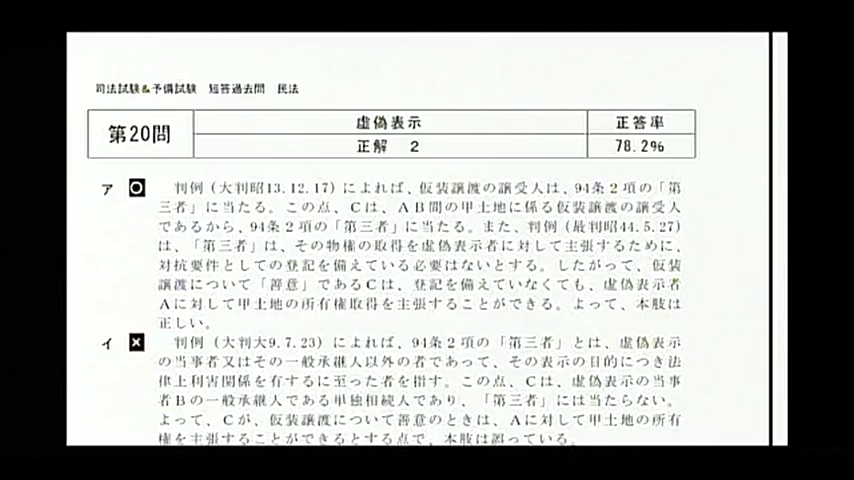 司法試験&予備試験 短答過去問 民法
第20問
虚偽表示
正答率
正解 2
78.2%
ア ○ 判例(大判昭13.12.17)によれば、仮装譲渡の譲受人は、94条2項の「第
三者」に当たる。この点、Cは、AB間の甲土地に係る仮装譲渡の譲受人
であるから、94条2項の「第三者」に当たる。また、判例(最判昭44.5.27)
は、「第三者」は、その物権の取得を虚偽表示者に対して主張するために、
対抗要件としての登記を備えている必要はないとする。したがって、仮装
譲渡について「善意」であるCは、登記を備えていなくても、虚偽表示者
Aに対して甲土地の所有権取得を主張することができる。よって、本肢は
正しい。
イ × 判例(大判大9.7.23)によれば、94条2項の「第三者」とは、虚偽表示
の当事者又はその一般承継人以外の者であって、その表示の目的につき法
律上利害関係を有するに至った者を指す。この点、Cは、虚偽表示の当事
者Bの一般承継人である単独相続人であり、「第三者」には当たらない。
よって、Cが、仮装譲渡について善意のときは、Aに対して甲土地の所有
権を主張することができるとする点で、本肢は誤っている。